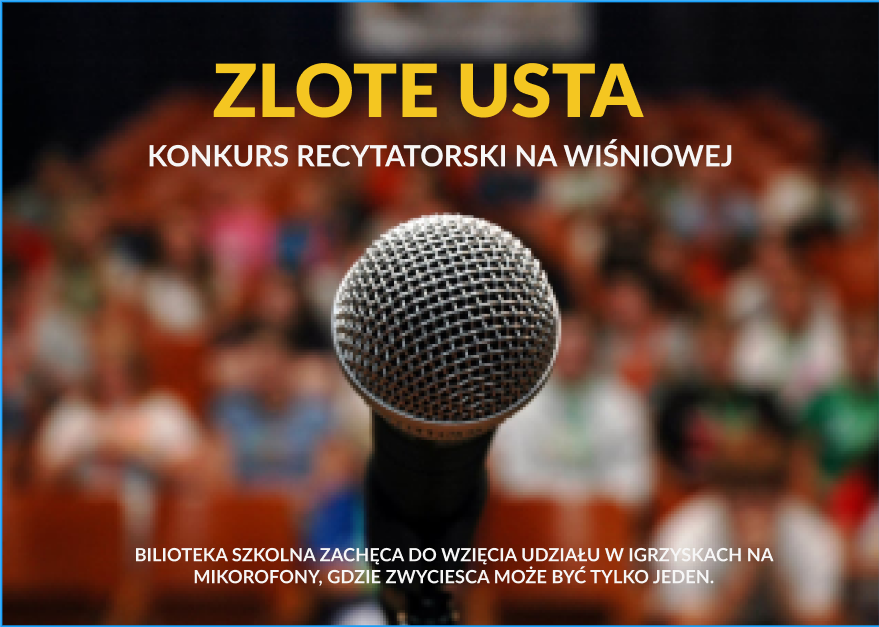 ZLOTE USTA
KONKURS RECYTATORSKI NA WIŚNIOWEJ
BILIOTEKA SZKOLNA ZACHĘCA DO WZIĘCIA UDZIAŁU W IGRZYSKACH NA
MIKOROFONY, GDZIE ZWYCIESCA MOŻE BYĆ TYLKO JEDEN.